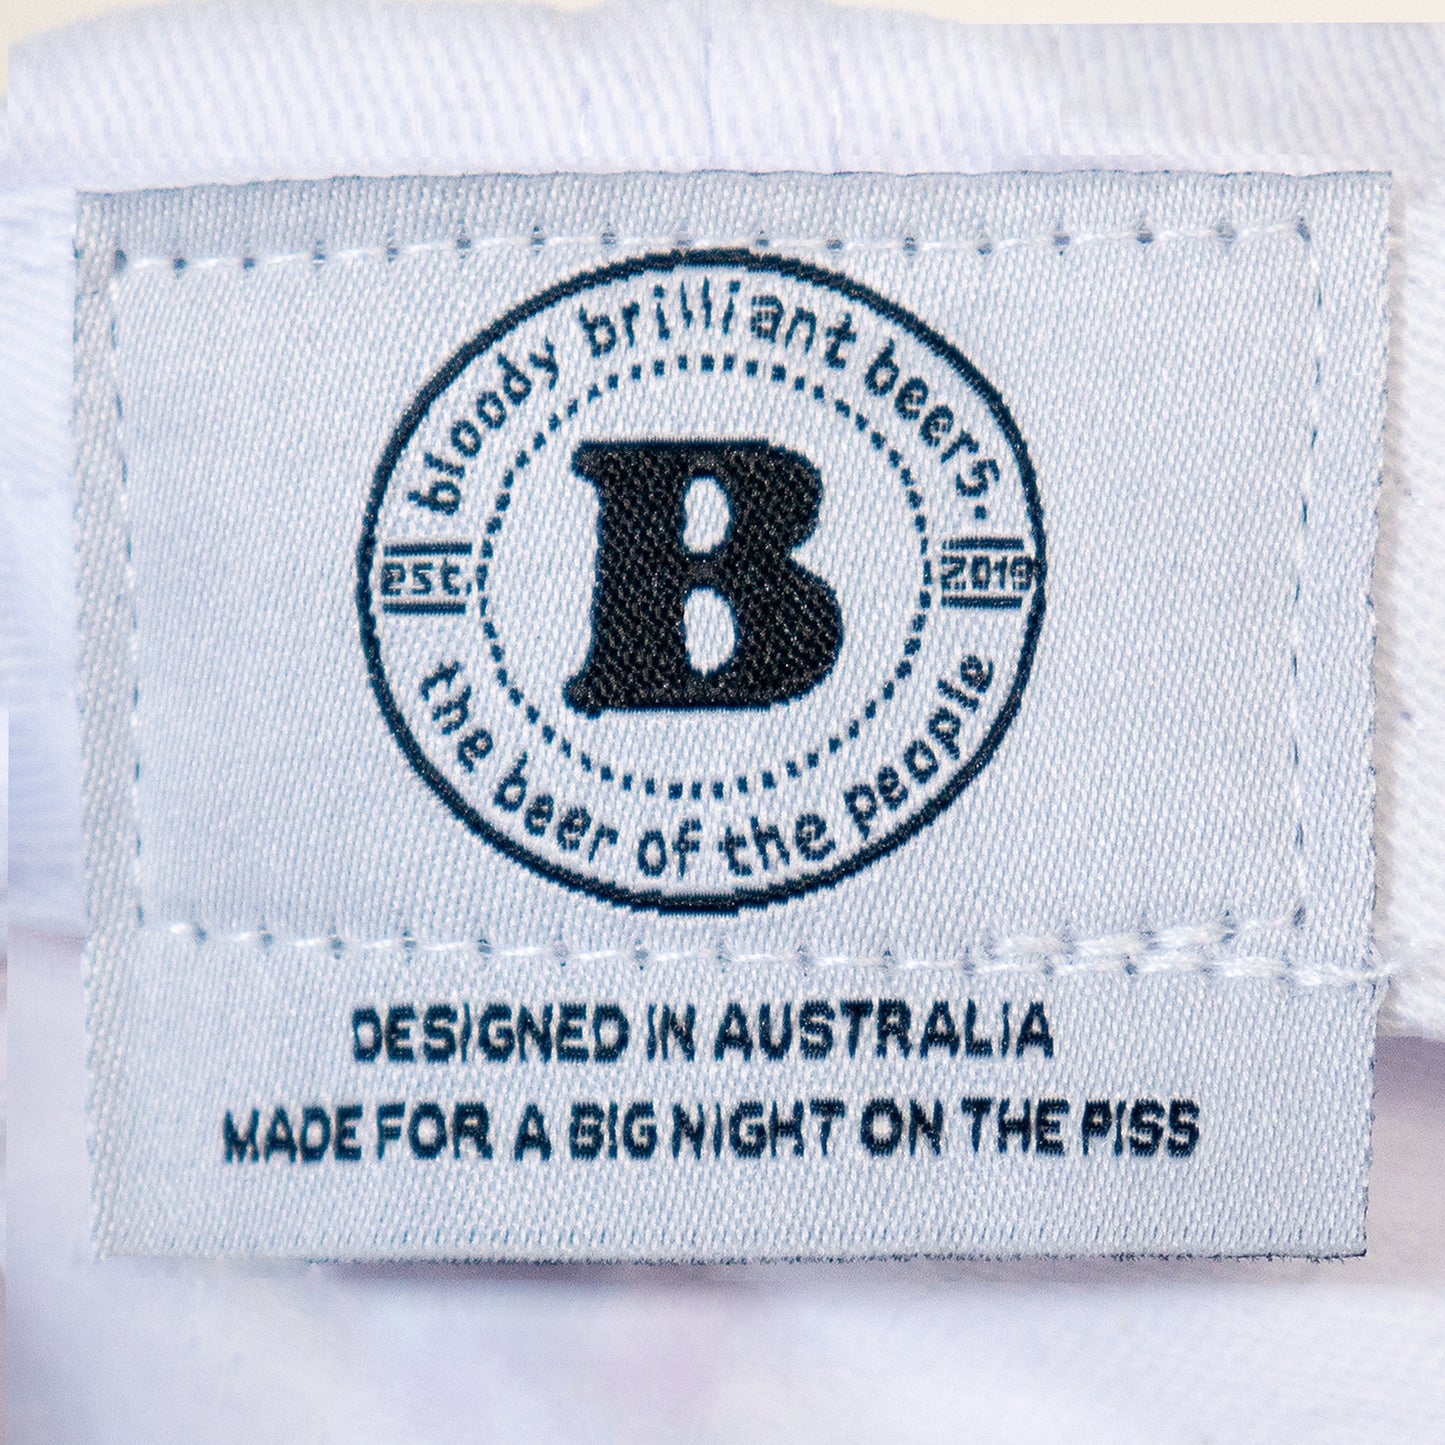 bloody brilliant beers.
B
est. 2019
the beer of the people
DESIGNED IN AUSTRALIA
MADE FOR A BIG NIGHT ON THE PISS